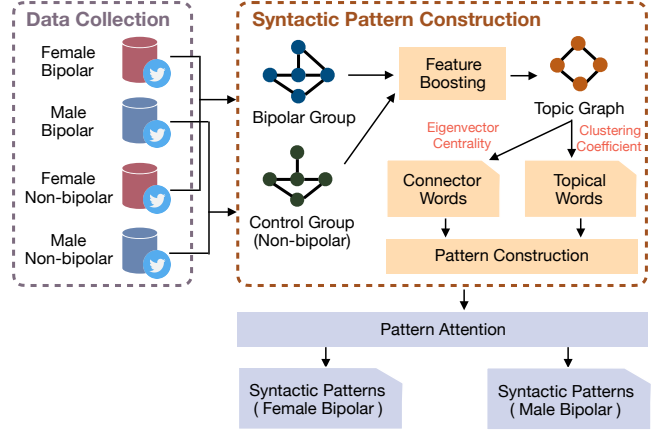 Data Collection
Female
Bipolar
Male
Bipolar
Female
Non-bipolar
Male
Non-bipolar
Syntactic Pattern Construction
Bipolar Group
Control Group
(Non-bipolar)
Feature
Boosting
Topic Graph
Eigenvector
Centrality
Clustering
Coefficient
Connector
Words
Topical
Words
Pattern Construction
Pattern Attention
Syntactic Patterns
( Female Bipolar )
Syntactic Patterns
( Male Bipolar )